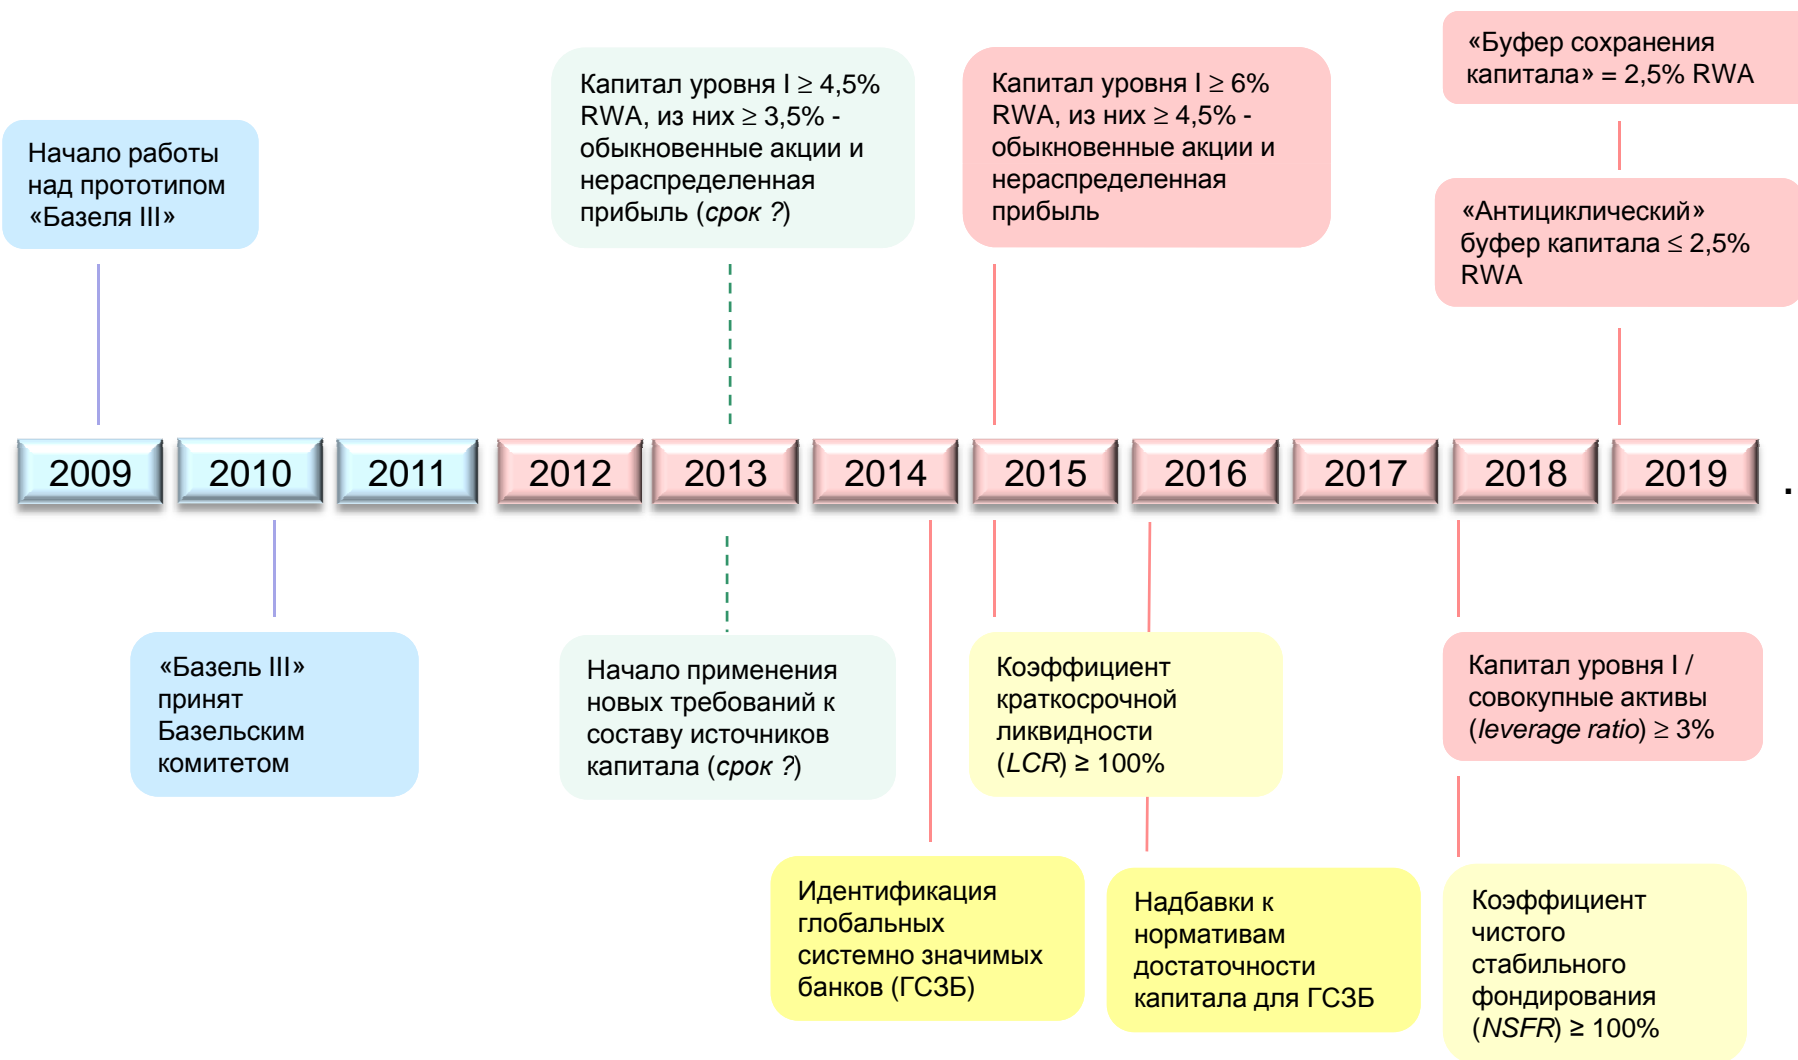 «Буфер сохранения
капитала» = 2,5% RWA
Капитал уровня I ≥ 4,5%
RWA, из них ≥ 3,5% -
обыкновенные акции и
нераспределенная
прибыль (срок ?)
Капитал уровня I ≥ 6%
RWA, из них ≥ 4,5% -
обыкновенные акции и
нераспределенная
прибыль
Начало работы
над прототипом
«Базеля III»
«Антициклический»
буфер капитала ≤ 2,5%
RWA
2009
2010
2011
2012
2013
2014
2015
2016
2017
2018
2019
.
«Базель III»
принят
Базельским
комитетом
Начало применения
новых требований к
составу источников
капитала (срок ?)
Коэффициент
краткосрочной
ликвидности
(LCR) ≥ 100%
Капитал уровня I /
совокупные активы
(leverage ratio) ≥ 3%
Идентификация
глобальных
системно значимых
банков (ГСЗБ)
Надбавки к
нормативам
достаточности
капитала для ГСЗБ
Коэффициент
чистого
стабильного
фондирования
(NSFR) ≥ 100%